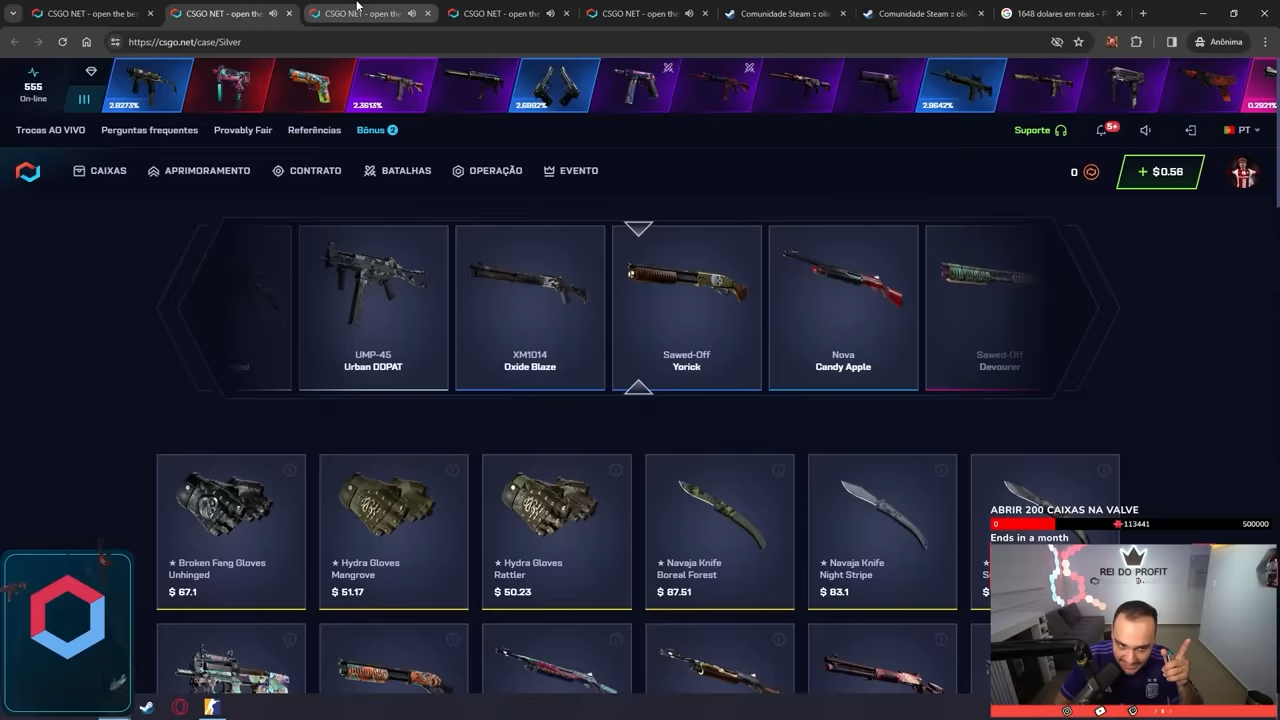 CSGO NET - open the be
CSGO NET - open the
CSGO NET - open the
CSGO NET - open the
CSGO NET - open the
Comunidade Steam :: oli
Comunidade Steam :: oli
1648 dolares em reais - P
https://csgo.net/case/Silver
Anônima
555
On-line
2.8273%
2.3613%
2.6882%
2.9642%
0.2921%
Trocas AO VIVO
Perguntas frequentes
Provably Fair
Referências
Bônus 2
Suporte
5+
PT
CAIXAS
APRIMORAMENTO
CONTRATO
BATALHAS
OPERAÇÃO
EVENTO
0
+ $0.56
UMP-45
Urban DDPAT
XM1014
Oxide Blaze
Sawed-Off
Yorick
Nova
Candy Apple
Sawed-Off
Devourer
★ Broken Fang Gloves
Unhinged
$ 67.1
★ Hydra Gloves
Mangrove
$ 51.17
★ Hydra Gloves
Rattler
$ 50.23
★ Navaja Knife
Boreal Forest
$ 87.51
★ Navaja Knife
Night Stripe
$ 83.1
ABRIR 200 CAIXAS NA VALVE
0
113441
500000
Ends in a month
REI DO PROFIT